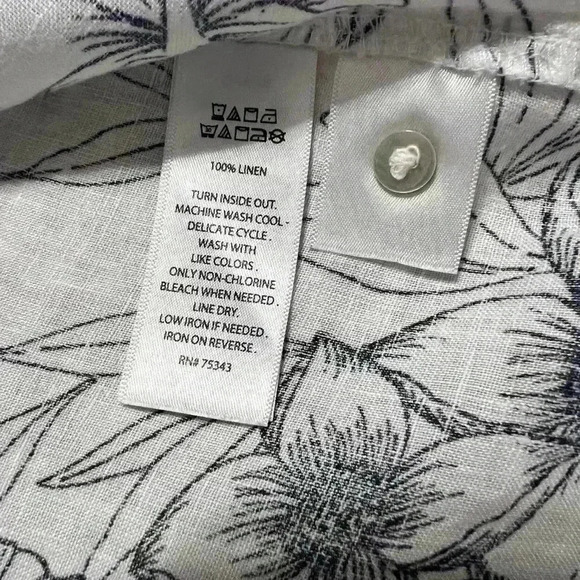 100% LINEN
TURN INSIDE OUT.
MACHINE WASH COOL -
DELICATE CYCLE .
WASH WITH
LIKE COLORS .
ONLY NON-CHLORINE
BLEACH WHEN NEEDED .
LINE DRY.
LOW IRON IF NEEDED .
IRON ON REVERSE .
RN# 75343